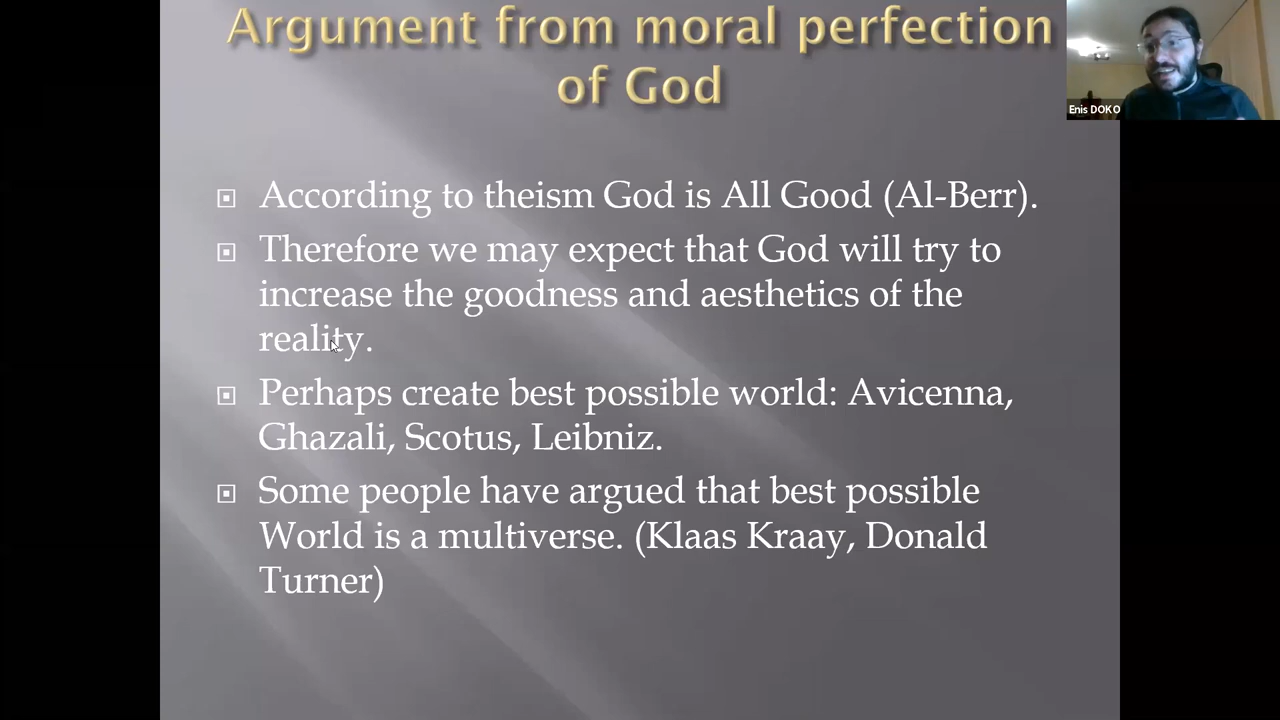 Argument from moral perfection
of God
Enis DOKO
According to theism God is All Good (Al-Berr).
Therefore we may expect that God will try to
increase the goodness and aesthetics of the
reality.
Perhaps create best possible world: Avicenna,
Ghazali, Scotus, Leibniz.
Some people have argued that best possible
World is a multiverse. (Klaas Kraay, Donald
Turner)